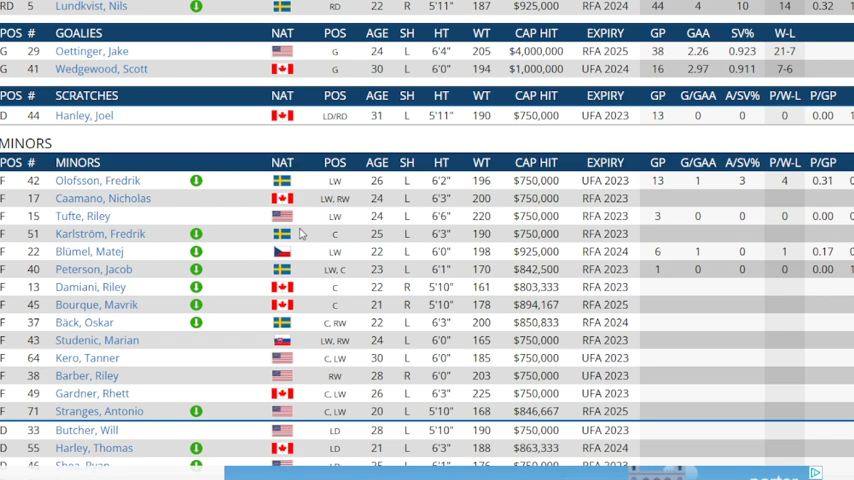 RD 5 Lundkvist, Nils RD 22 R 5'11" 187 $925,000 RFA 2024 44 4 10 14 0.32
POS # GOALIES NAT POS AGE SH HT WT CAP HIT EXPIRY GP GAA SV% W-L
G 29 Oettinger, Jake G 24 L 6'4" 205 $4,000,000 RFA 2025 38 2.26 0.923 21-7
G 41 Wedgewood, Scott G 30 L 6'0" 194 $1,000,000 UFA 2024 16 2.97 0.911 7-6
POS # SCRATCHES NAT POS AGE SH HT WT CAP HIT EXPIRY GP G/GAA A/SV% P/W-L P/GP
D 44 Hanley, Joel LD/RD 31 L 5'11" 190 $750,000 UFA 2023 13 0 0 0 0.00
MINORS
POS # MINORS NAT POS AGE SH HT WT CAP HIT EXPIRY GP G/GAA A/SV% P/W-L P/GP
F 42 Olofsson, Fredrik LW 26 L 6'2" 196 $750,000 UFA 2023 13 1 3 4 0.31
F 17 Caamano, Nicholas LW, RW 24 L 6'3" 200 $750,000 RFA 2023
F 15 Tufte, Riley LW 24 L 6'6" 220 $750,000 RFA 2023 3 0 0 0 0.00
F 51 Karlström, Fredrik C 25 L 6'3" 190 $750,000 RFA 2023
F 22 Blümel, Matej LW 22 L 6'0" 198 $925,000 RFA 2024 6 1 0 1 0.17
F 40 Peterson, Jacob LW, C 23 L 6'1" 170 $842,500 RFA 2023 1 0 0 0 0.00
F 13 Damiani, Riley C 22 R 5'10" 161 $803,333 RFA 2023
F 45 Bourque, Mavrik C 21 R 5'10" 178 $894,167 RFA 2025
F 37 Bäck, Oskar C, RW 22 L 6'3" 200 $850,833 RFA 2024
F 43 Studenic, Marian LW, RW 24 L 6'0" 165 $750,000 RFA 2023
F 64 Kero, Tanner C, LW 30 L 6'0" 185 $750,000 UFA 2023
F 38 Barber, Riley RW 28 R 6'0" 203 $750,000 UFA 2023
F 49 Gardner, Rhett C, LW 26 L 6'3" 225 $750,000 UFA 2023
F 71 Stranges, Antonio C, LW 20 L 5'10" 168 $846,667 RFA 2025
D 33 Butcher, Will LD 28 L 5'10" 190 $750,000 UFA 2023
D 55 Harley, Thomas LD 21 L 6'3" 188 $863,333 RFA 2024
D 46 Shea, Ryan LD 25 L 6'1" 176 $750,000 RFA 2023